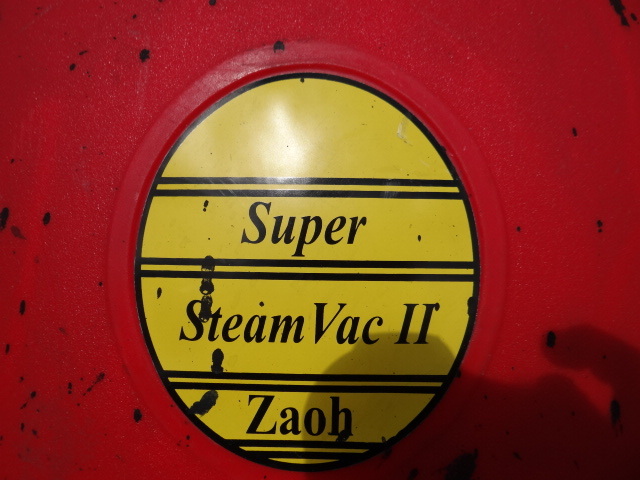 Super
SteamVac II
Zaoh